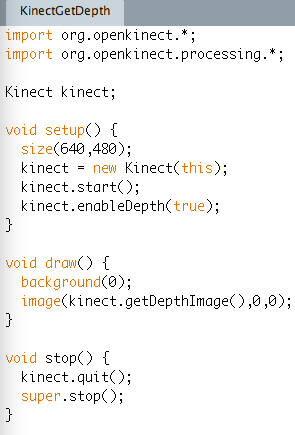 KinectGetDepth
import org.openkinect.*;
import org.openkinect.processing.*;

Kinect kinect;

void setup() {
  size(640,480);
  kinect = new Kinect(this);
  kinect.start();
  kinect.enableDepth(true);
}

void draw() {
  background(0);
  image(kinect.getDepthImage(),0,0);
}

void stop() {
  kinect.quit();
  super.stop();
}